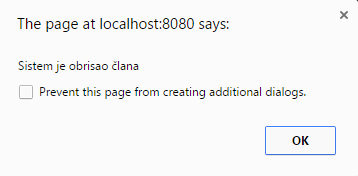 The page at localhost:8080 says:
Sistem je obrisao člana
Prevent this page from creating additional dialogs.
OK